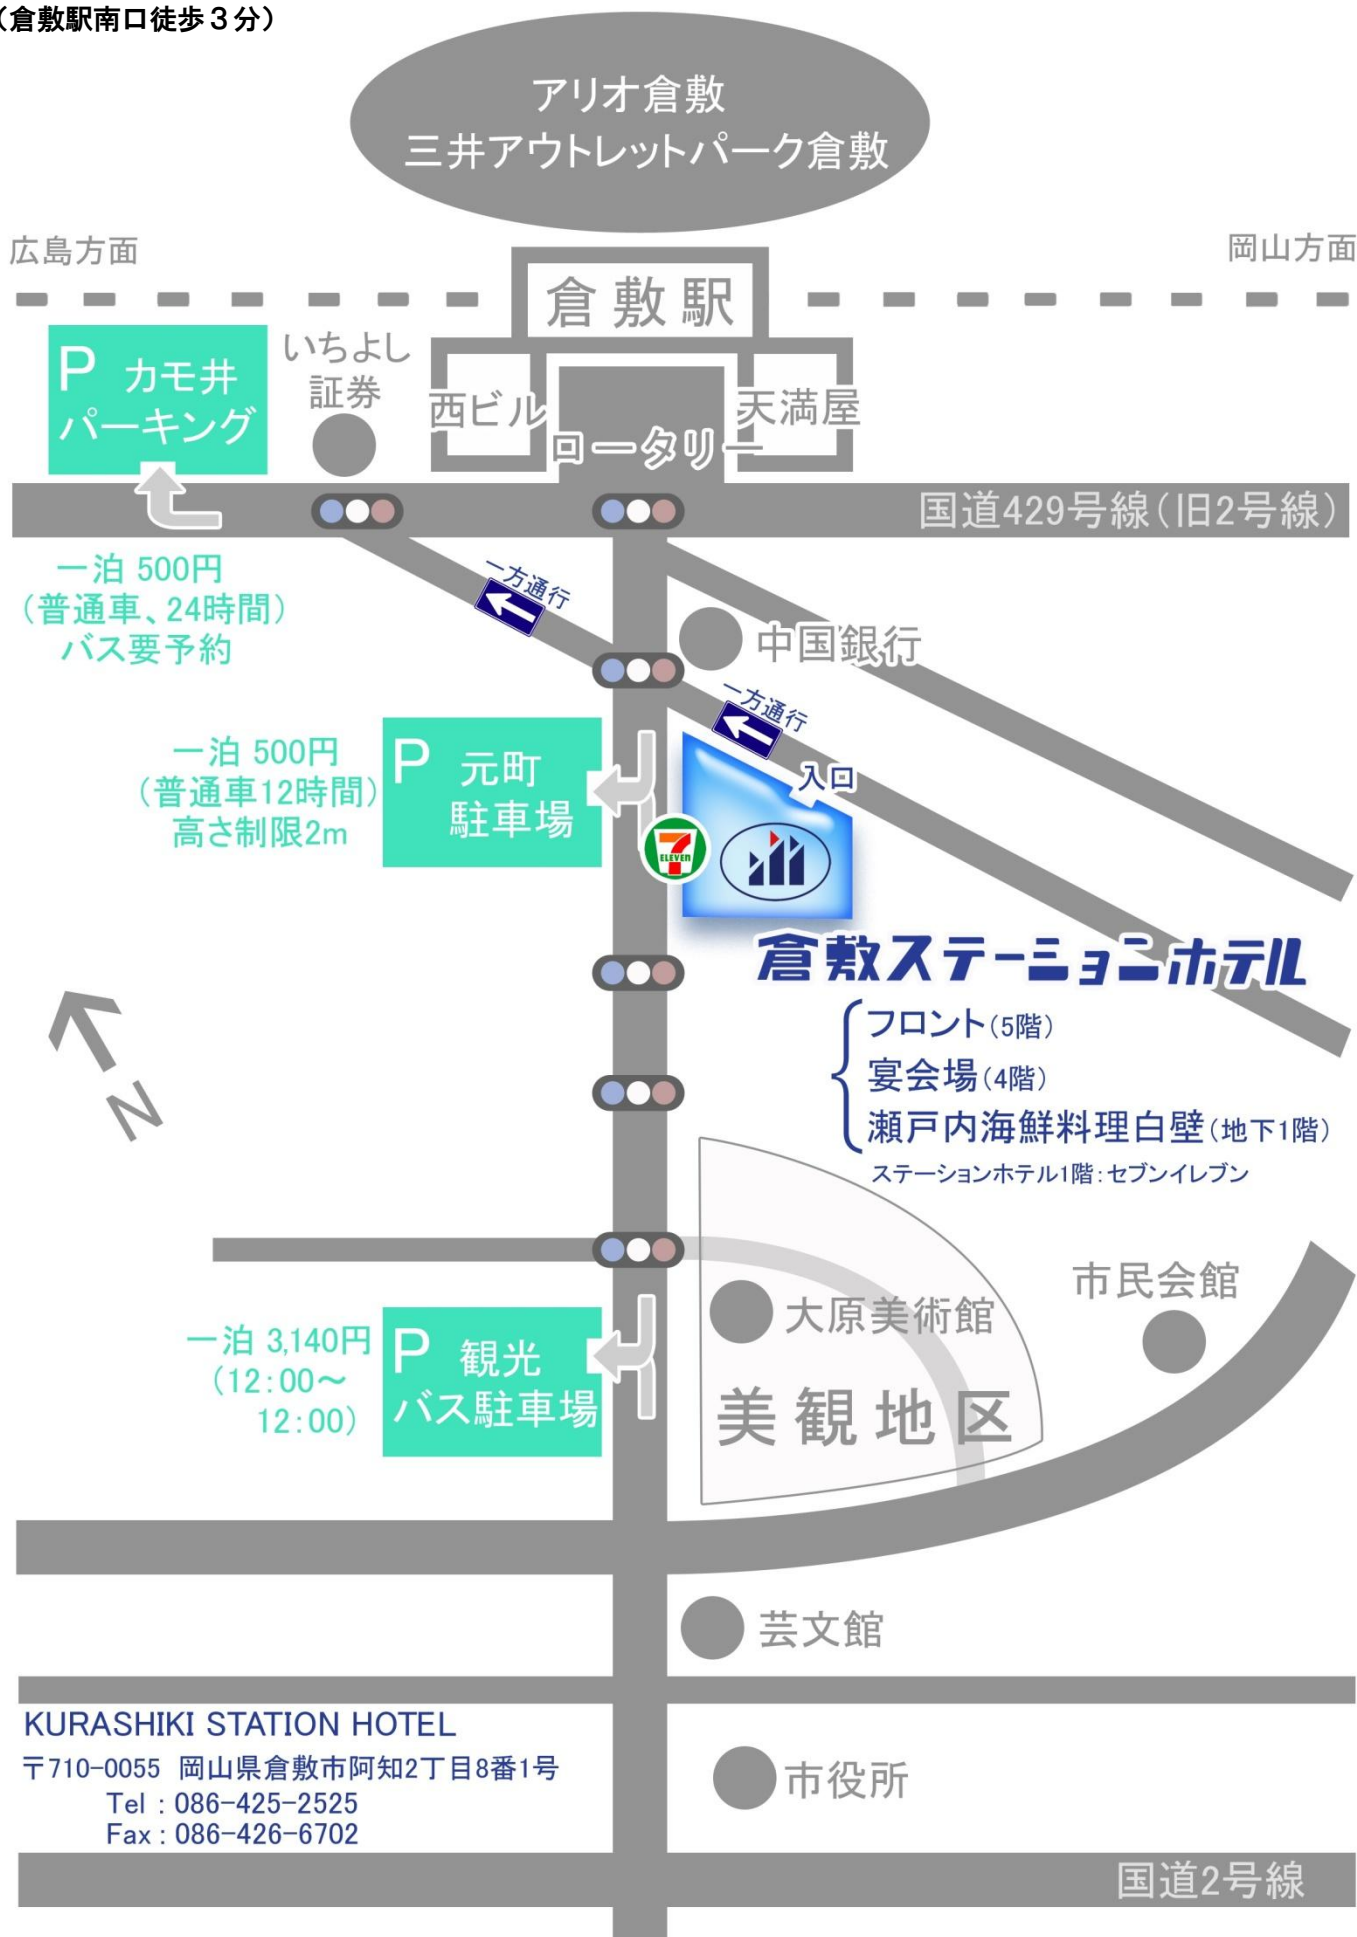 （倉敷駅南口徒歩３分）
アリオ倉敷
三井アウトレットパーク倉敷
広島方面
岡山方面
倉敷駅
P カモ井
パーキング
いちよし
証券
西ビル
ロータリー
天満屋
国道429号線（旧2号線）
一泊 500円
（普通車、24時間）
バス要予約
一方通行
中国銀行
一方通行
入口
一泊 500円
（普通車12時間）
高さ制限2m
P 元町
駐車場
7
ELEVEN
倉敷ステーションホテル
フロント（5階）
宴会場（4階）
瀬戸内海鮮料理白壁（地下1階）
ステーションホテル1階：セブンイレブン
N
一泊 3,140円
（12：00～
12：00）
P 観光
バス駐車場
大原美術館
美観地区
市民会館
芸文館
KURASHIKI STATION HOTEL
〒710-0055 岡山県倉敷市阿知2丁目8番1号
Tel : 086-425-2525
Fax : 086-426-6702
市役所
国道2号線